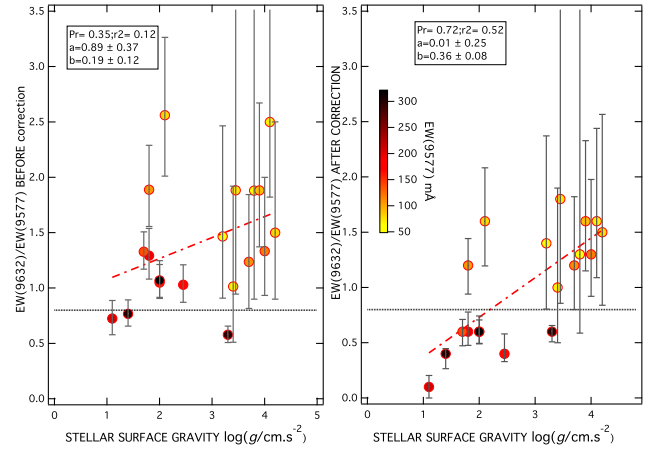 3.5
3.0
2.5
2.0
1.5
1.0
0.5
0.0
EW(9632)/EW(9577) BEFORE correction
Pr= 0.35;r2= 0.12
a=0.89 ± 0.37
b=0.19 ± 0.12
0 1 2 3 4 5
STELLAR SURFACE GRAVITY log(g/cm.s⁻²)
3.5
3.0
2.5
2.0
1.5
1.0
0.5
0.0
EW(9632)/EW(9577) AFTER CORRECTION
Pr= 0.72;r2= 0.52
a=0.01 ± 0.25
b=0.36 ± 0.08
300
250
200
150
100
50
EW(9577) mÅ
0 1 2 3 4
STELLAR SURFACE GRAVITY log(g/cm.s⁻²)